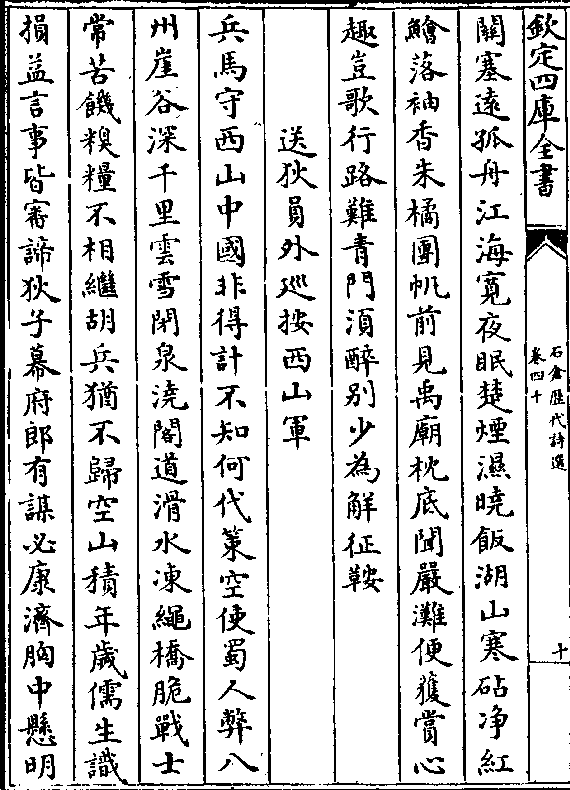 欽定四庫全書
石倉歷代詩選
卷四十
十
關塞遠孤舟江海寛夜眠楚煙濕曉飯湖山寒砧净紅
鱠落袖香朱橘團帆前見禹廟枕底聞嚴灘便獲賞心
趣豈歌行路難青門湏醉别少為解征鞍
送狄員外巡按西山軍
兵馬守西山中國非得計不知何代策空使蜀人弊八
州崖谷深千里雲雪閉泉澆閣道滑水凍繩橋脆戰士
常苦饑糗糧不相繼胡兵猶不歸空山積年歲儒生識
損益言事皆審諦狄子幕府郎有謀必康濟胸中懸明